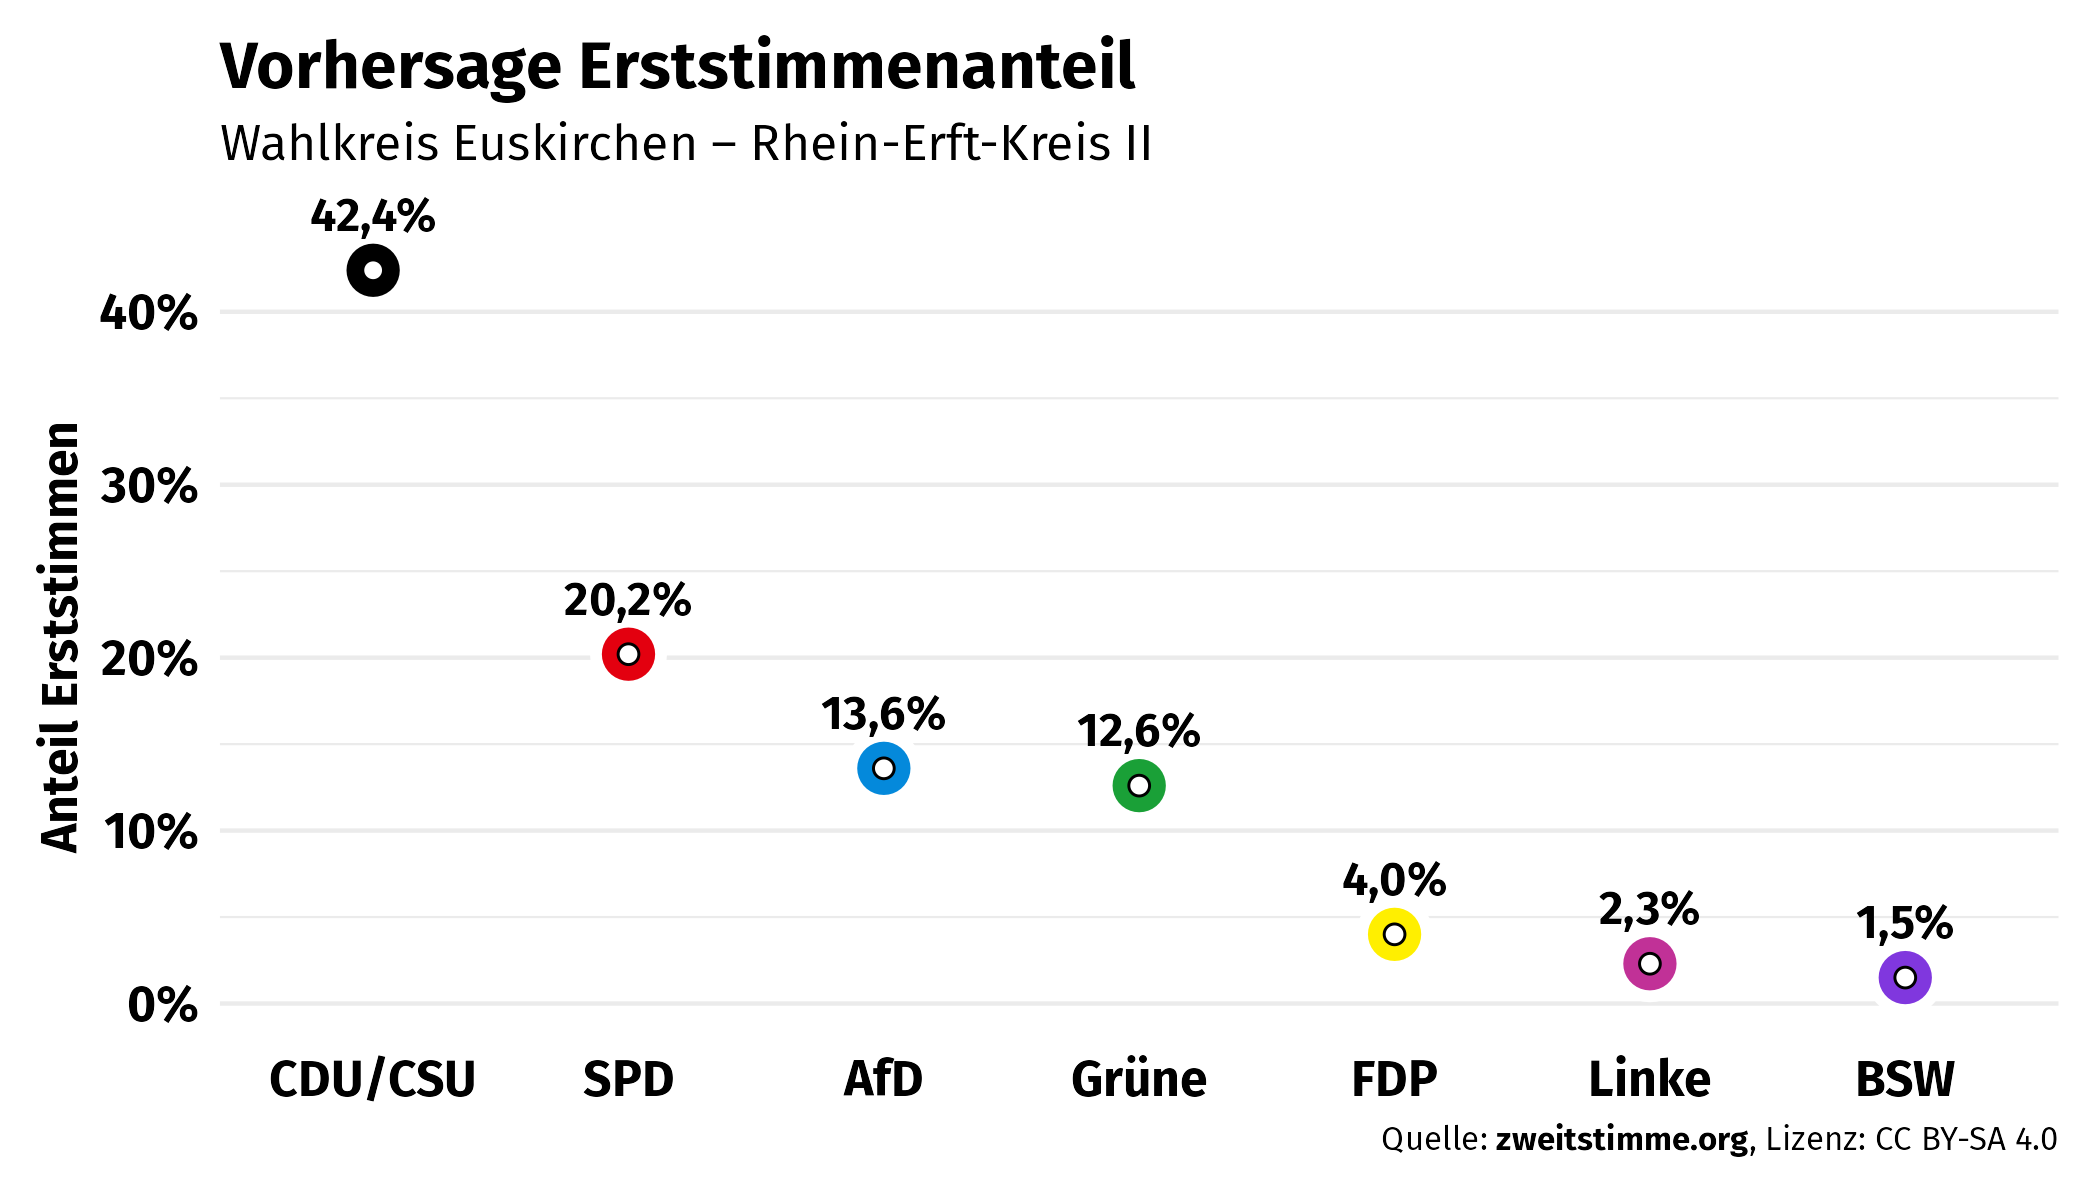 Vorhersage Erststimmenanteil
Wahlkreis Euskirchen – Rhein-Erft-Kreis II
Anteil Erststimmen
40%
30%
20%
10%
0%
42,4%
20,2%
13,6%
12,6%
4,0%
2,3%
1,5%
CDU/CSU SPD AfD Grüne FDP Linke BSW
Quelle: zweitstimme.org, Lizenz: CC BY-SA 4.0